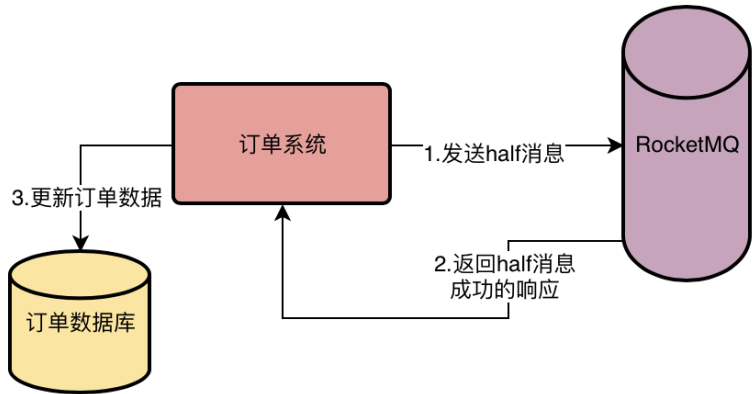 订单系统
1.发送half消息
RocketMQ
3.更新订单数据
2.返回half消息
成功的响应
订单数据库